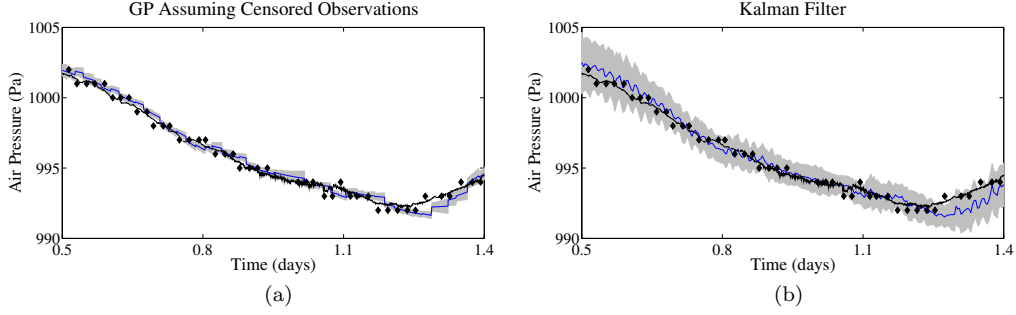 GP Assuming Censored Observations
1005
1000
995
990
Air Pressure (Pa)
0.5 0.8 1.1 1.4
Time (days)
(a)
Kalman Filter
1005
1000
995
990
Air Pressure (Pa)
0.5 0.8 1.1 1.4
Time (days)
(b)